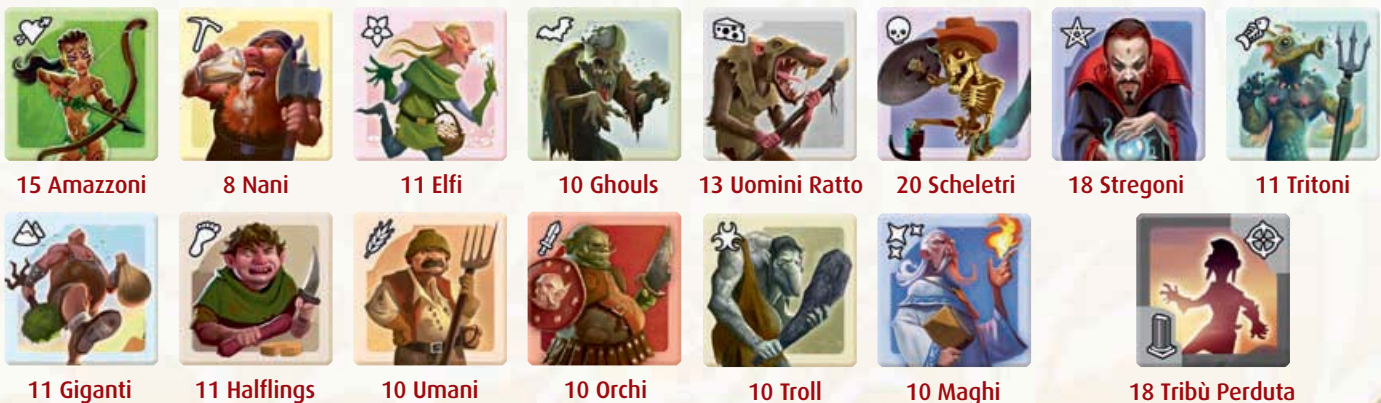 15 Amazzoni 8 Nani 11 Elfi 10 Ghouls 13 Uomini Ratto 20 Scheletri 18 Stregoni 11 Tritoni
11 Giganti 11 Halflings 10 Umani 10 Orchi 10 Troll 10 Maghi 18 Tribù Perduta